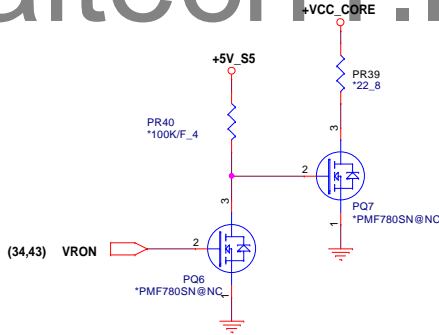 +VCC_CORE
+5V_S5
PR39
*22_8
PR40
*100K/F_4
3
2
PQ7
*PMF780SN@NC
1
3
(34,43) VRON
2
PQ6
*PMF780SN@NC
1